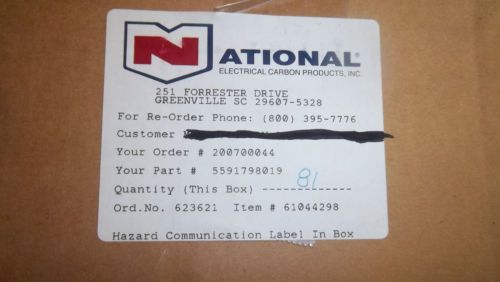 NATIONAL®
ELECTRICAL CARBON PRODUCTS, INC.
251 FORRESTER DRIVE
GREENVILLE SC 29607-5328
For Re-Order Phone: (800) 395-7776
Customer
Your Order # 200700044
Your Part # 5591798019
Quantity (This Box) -------------- 81
Ord.No. 623621 Item # 61044298
Hazard Communication Label In Box